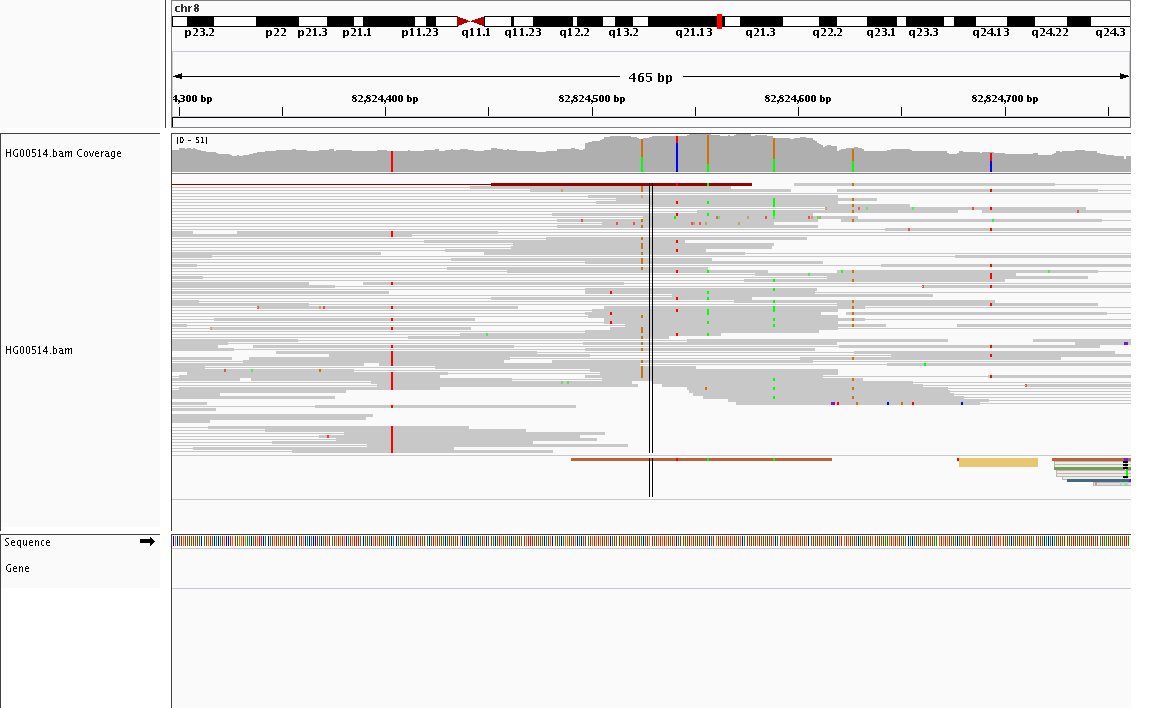 chr8
p23.2 p22 p21.3 p21.1 p11.23 q11.1 q11.23 q12.2 q13.2 q21.13 q21.3 q22.2 q23.1 q23.3 q24.13 q24.22 q24.3
465 bp
4,300 bp 82,824,400 bp 82,824,500 bp 82,824,600 bp 82,824,700 bp
HG00514.bam Coverage
[0 - 51]
HG00514.bam
Sequence
Gene